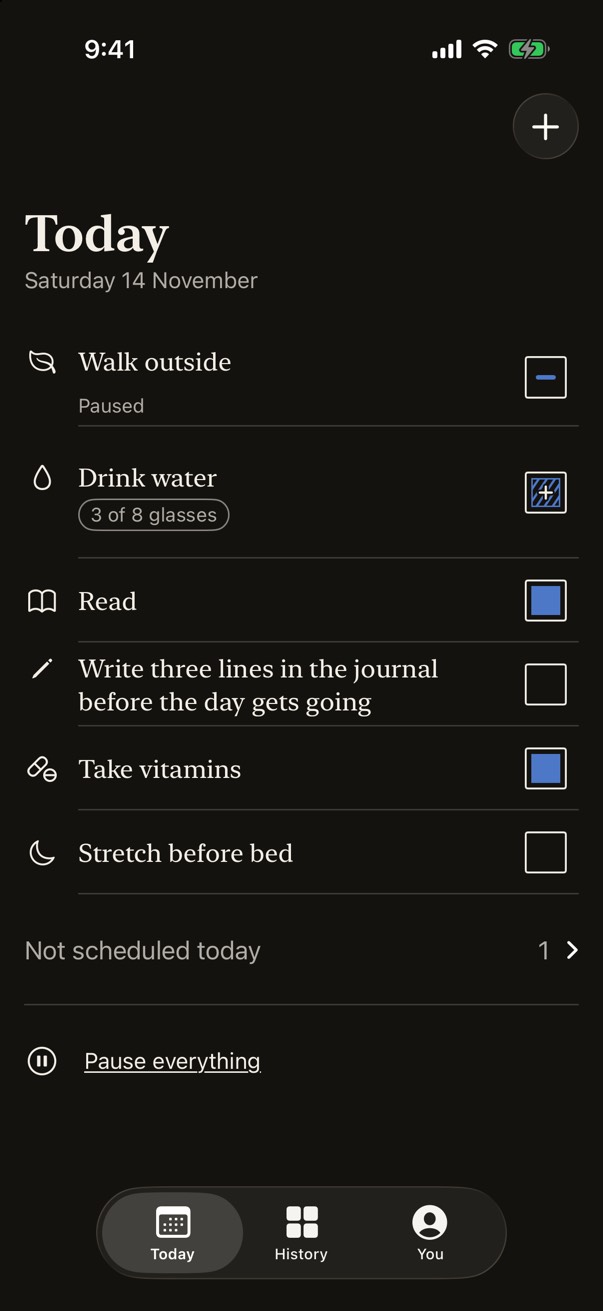 9:41
Today
Saturday 14 November
Walk outside
Paused
Drink water
3 of 8 glasses
Read
Write three lines in the journal
before the day gets going
Take vitamins
Stretch before bed
Not scheduled today 1
Pause everything
Today History You